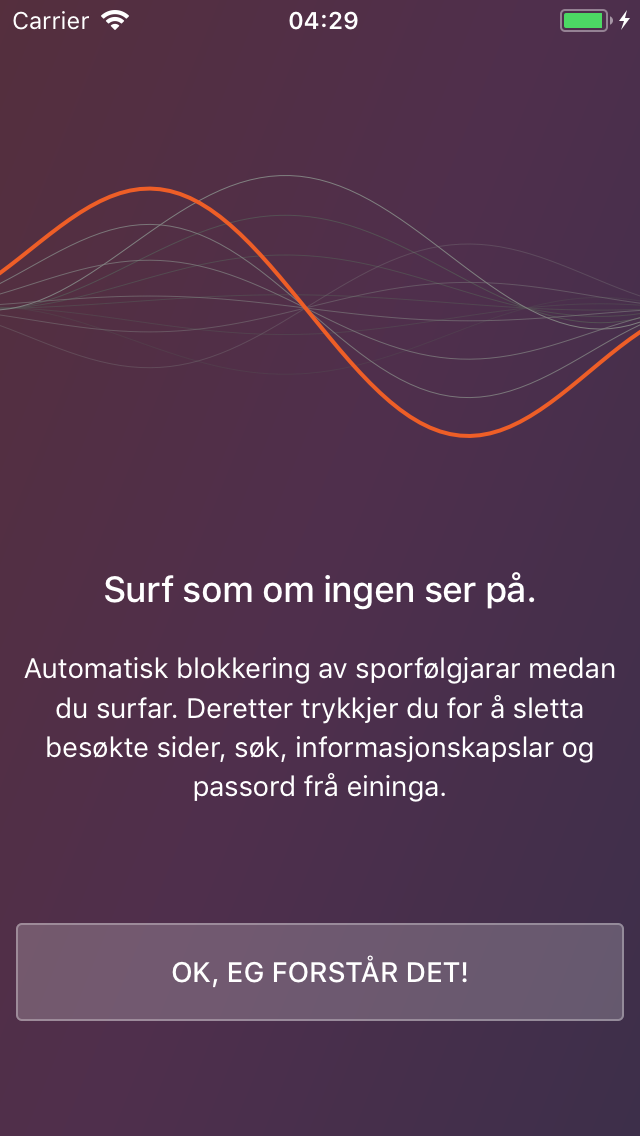 Carrier 04:29
Surf som om ingen ser på.
Automatisk blokkering av sporfølgjarar medan
du surfar. Deretter trykkjer du for å sletta
besøkte sider, søk, informasjonskapslar og
passord frå eininga.
OK, EG FORSTÅR DET!